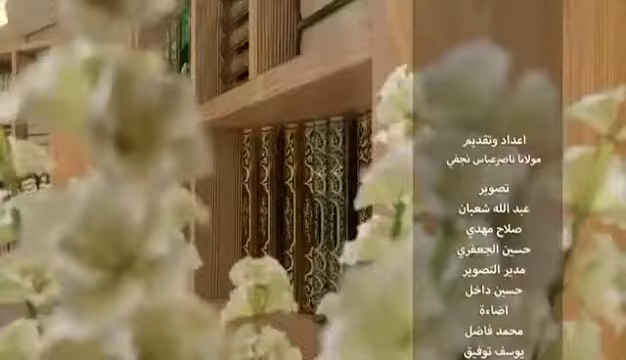 اعداد وتقديم
مولانا ناصرعباس نجفي
تصوير
عبد الله شعبان
صلاح مهدي
حسين الجعفري
مدير التصوير
حسين داخل
اضاءة
محمد فاضل
يوسف توفيق